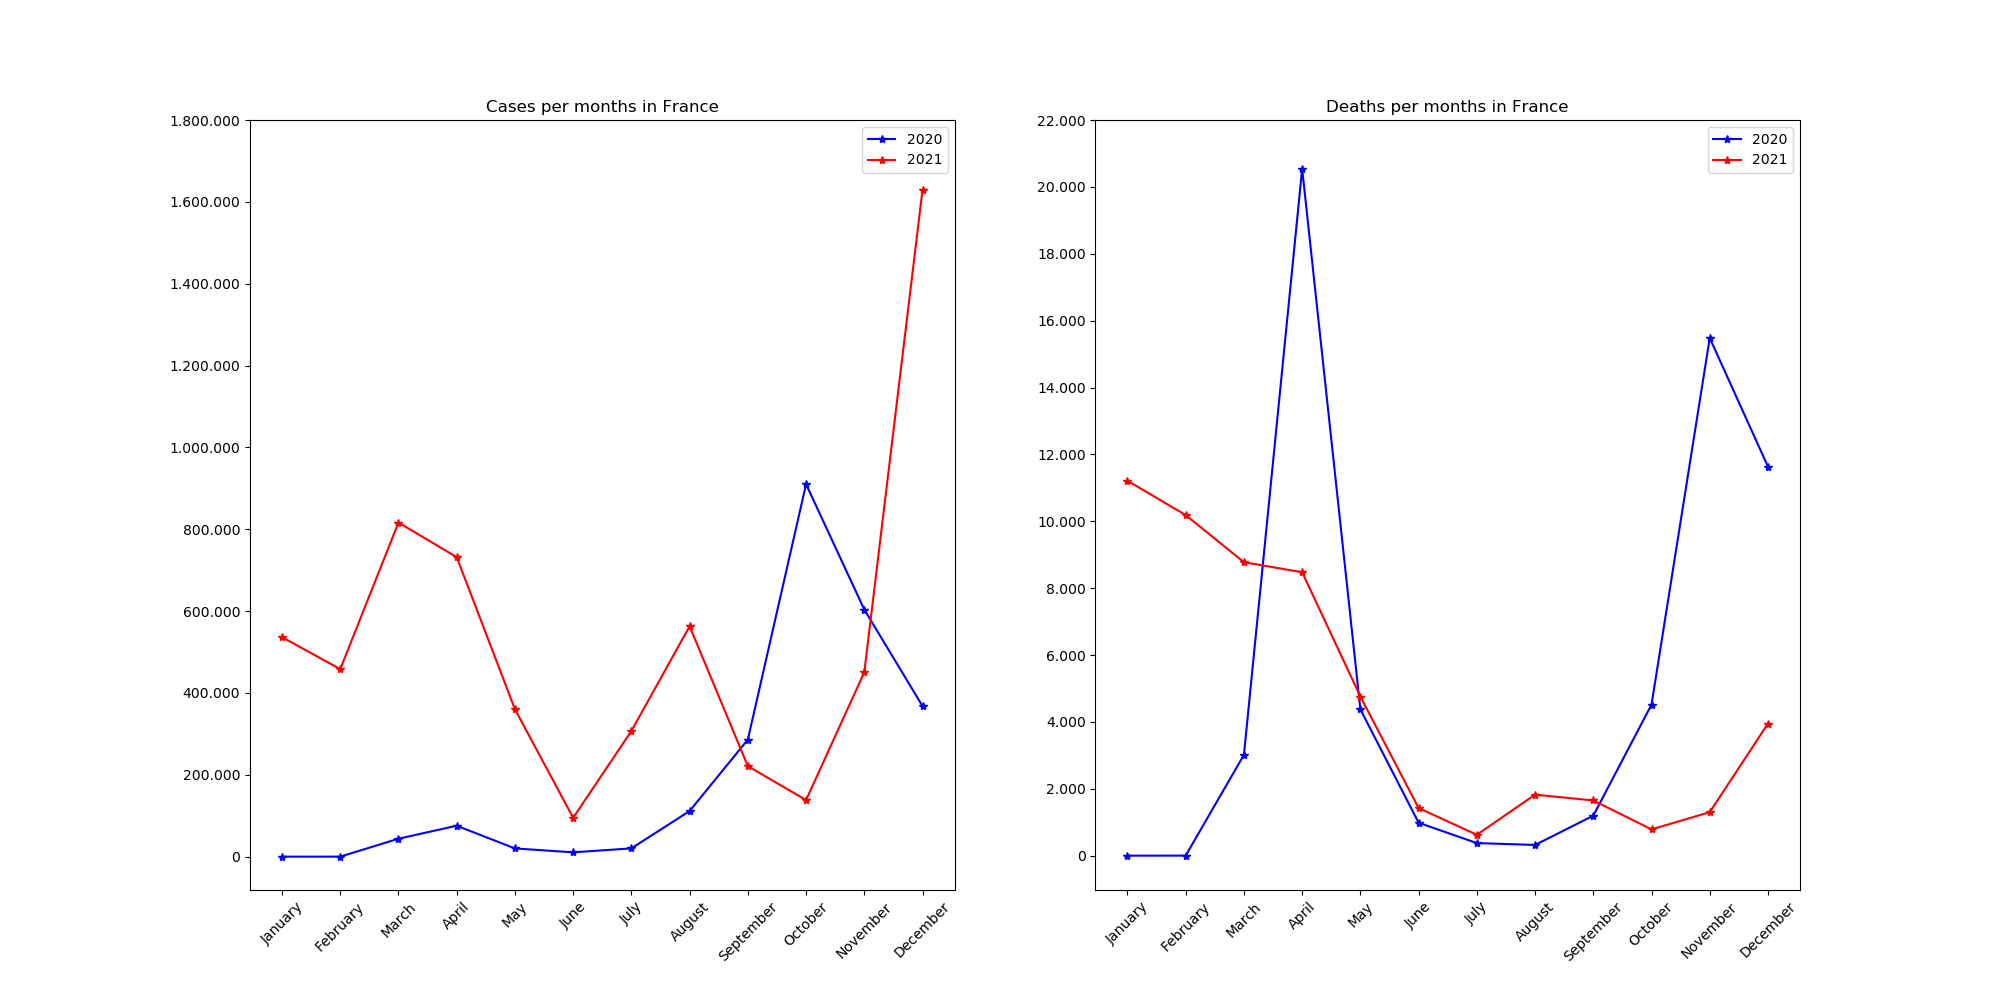 Cases per months in France
1.800.000
1.600.000
1.400.000
1.200.000
1.000.000
800.000
600.000
400.000
200.000
0
2020
2021
January
February
March
April
May
June
July
August
September
October
November
December
Deaths per months in France
22.000
20.000
18.000
16.000
14.000
12.000
10.000
8.000
6.000
4.000
2.000
0
2020
2021
January
February
March
April
May
June
July
August
September
October
November
December